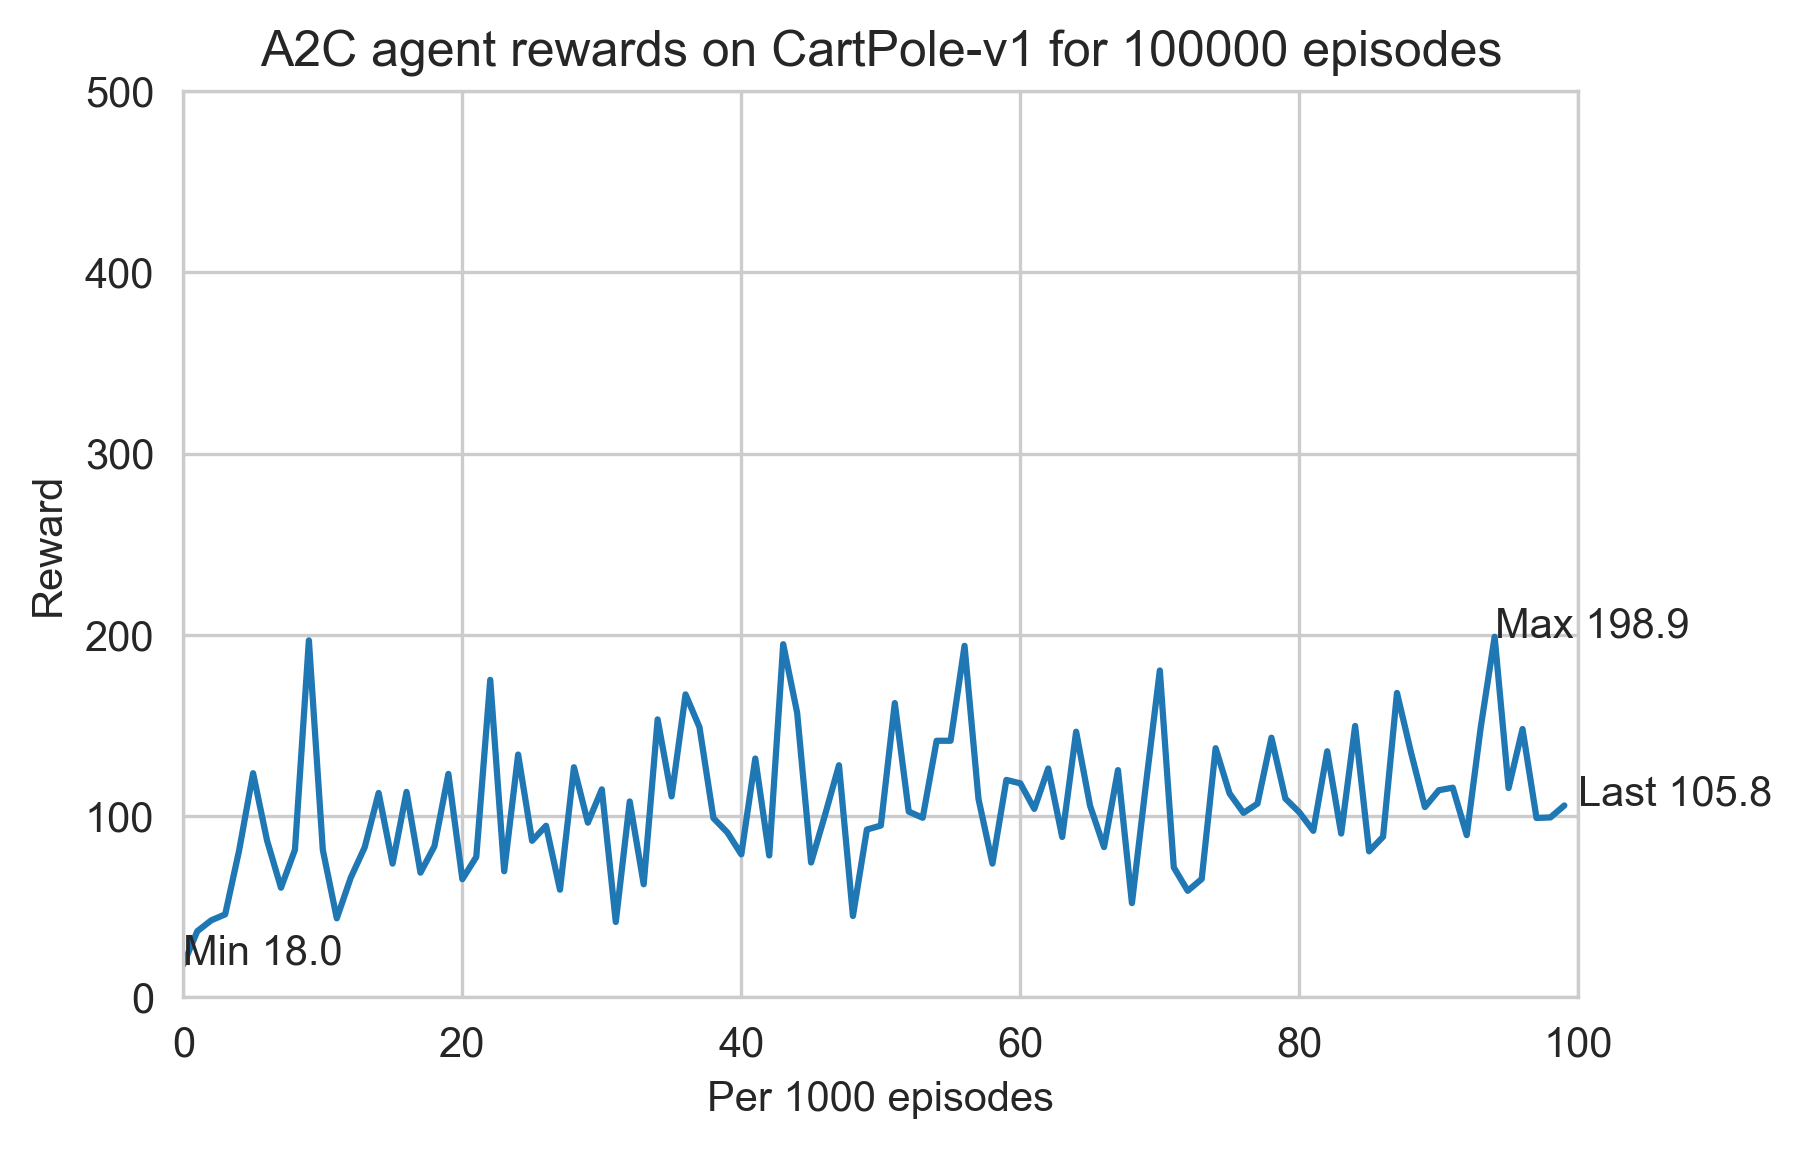 A2C agent rewards on CartPole-v1 for 100000 episodes
500
400
300
200
100
0
Reward
Max 198.9
Last 105.8
Min 18.0
0 20 40 60 80 100
Per 1000 episodes